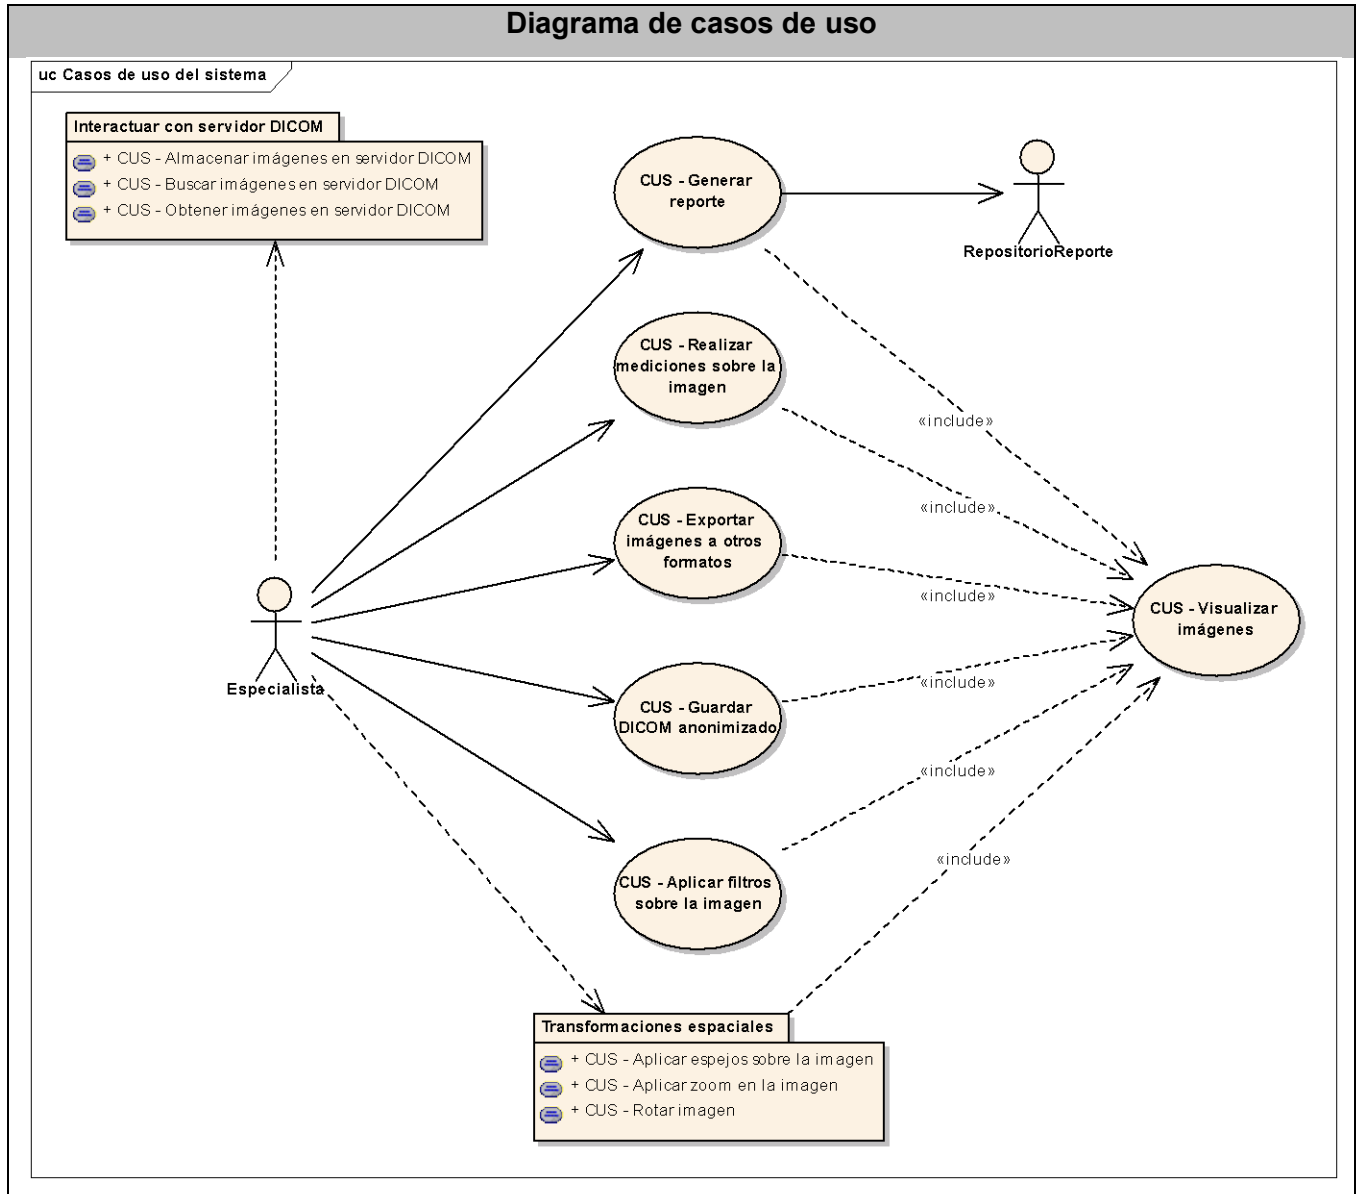 Diagrama de casos de uso
uc Casos de uso del sistema
Interactuar con servidor DICOM
+ CUS - Almacenar imágenes en servidor DICOM
+ CUS - Buscar imágenes en servidor DICOM
+ CUS - Obtener imágenes en servidor DICOM
CUS - Generar
reporte
RepositorioReporte
CUS - Realizar
mediciones sobre la
imagen
«include»
«include»
CUS - Exportar
imágenes a otros
formatos
«include»
CUS - Visualizar
imágenes
Especialista
«include»
CUS - Guardar
DICOM anonimizado
«include»
CUS - Aplicar filtros
sobre la imagen
«include»
Transformaciones espaciales
+ CUS - Aplicar espejos sobre la imagen
+ CUS - Aplicar zoom en la imagen
+ CUS - Rotar imagen